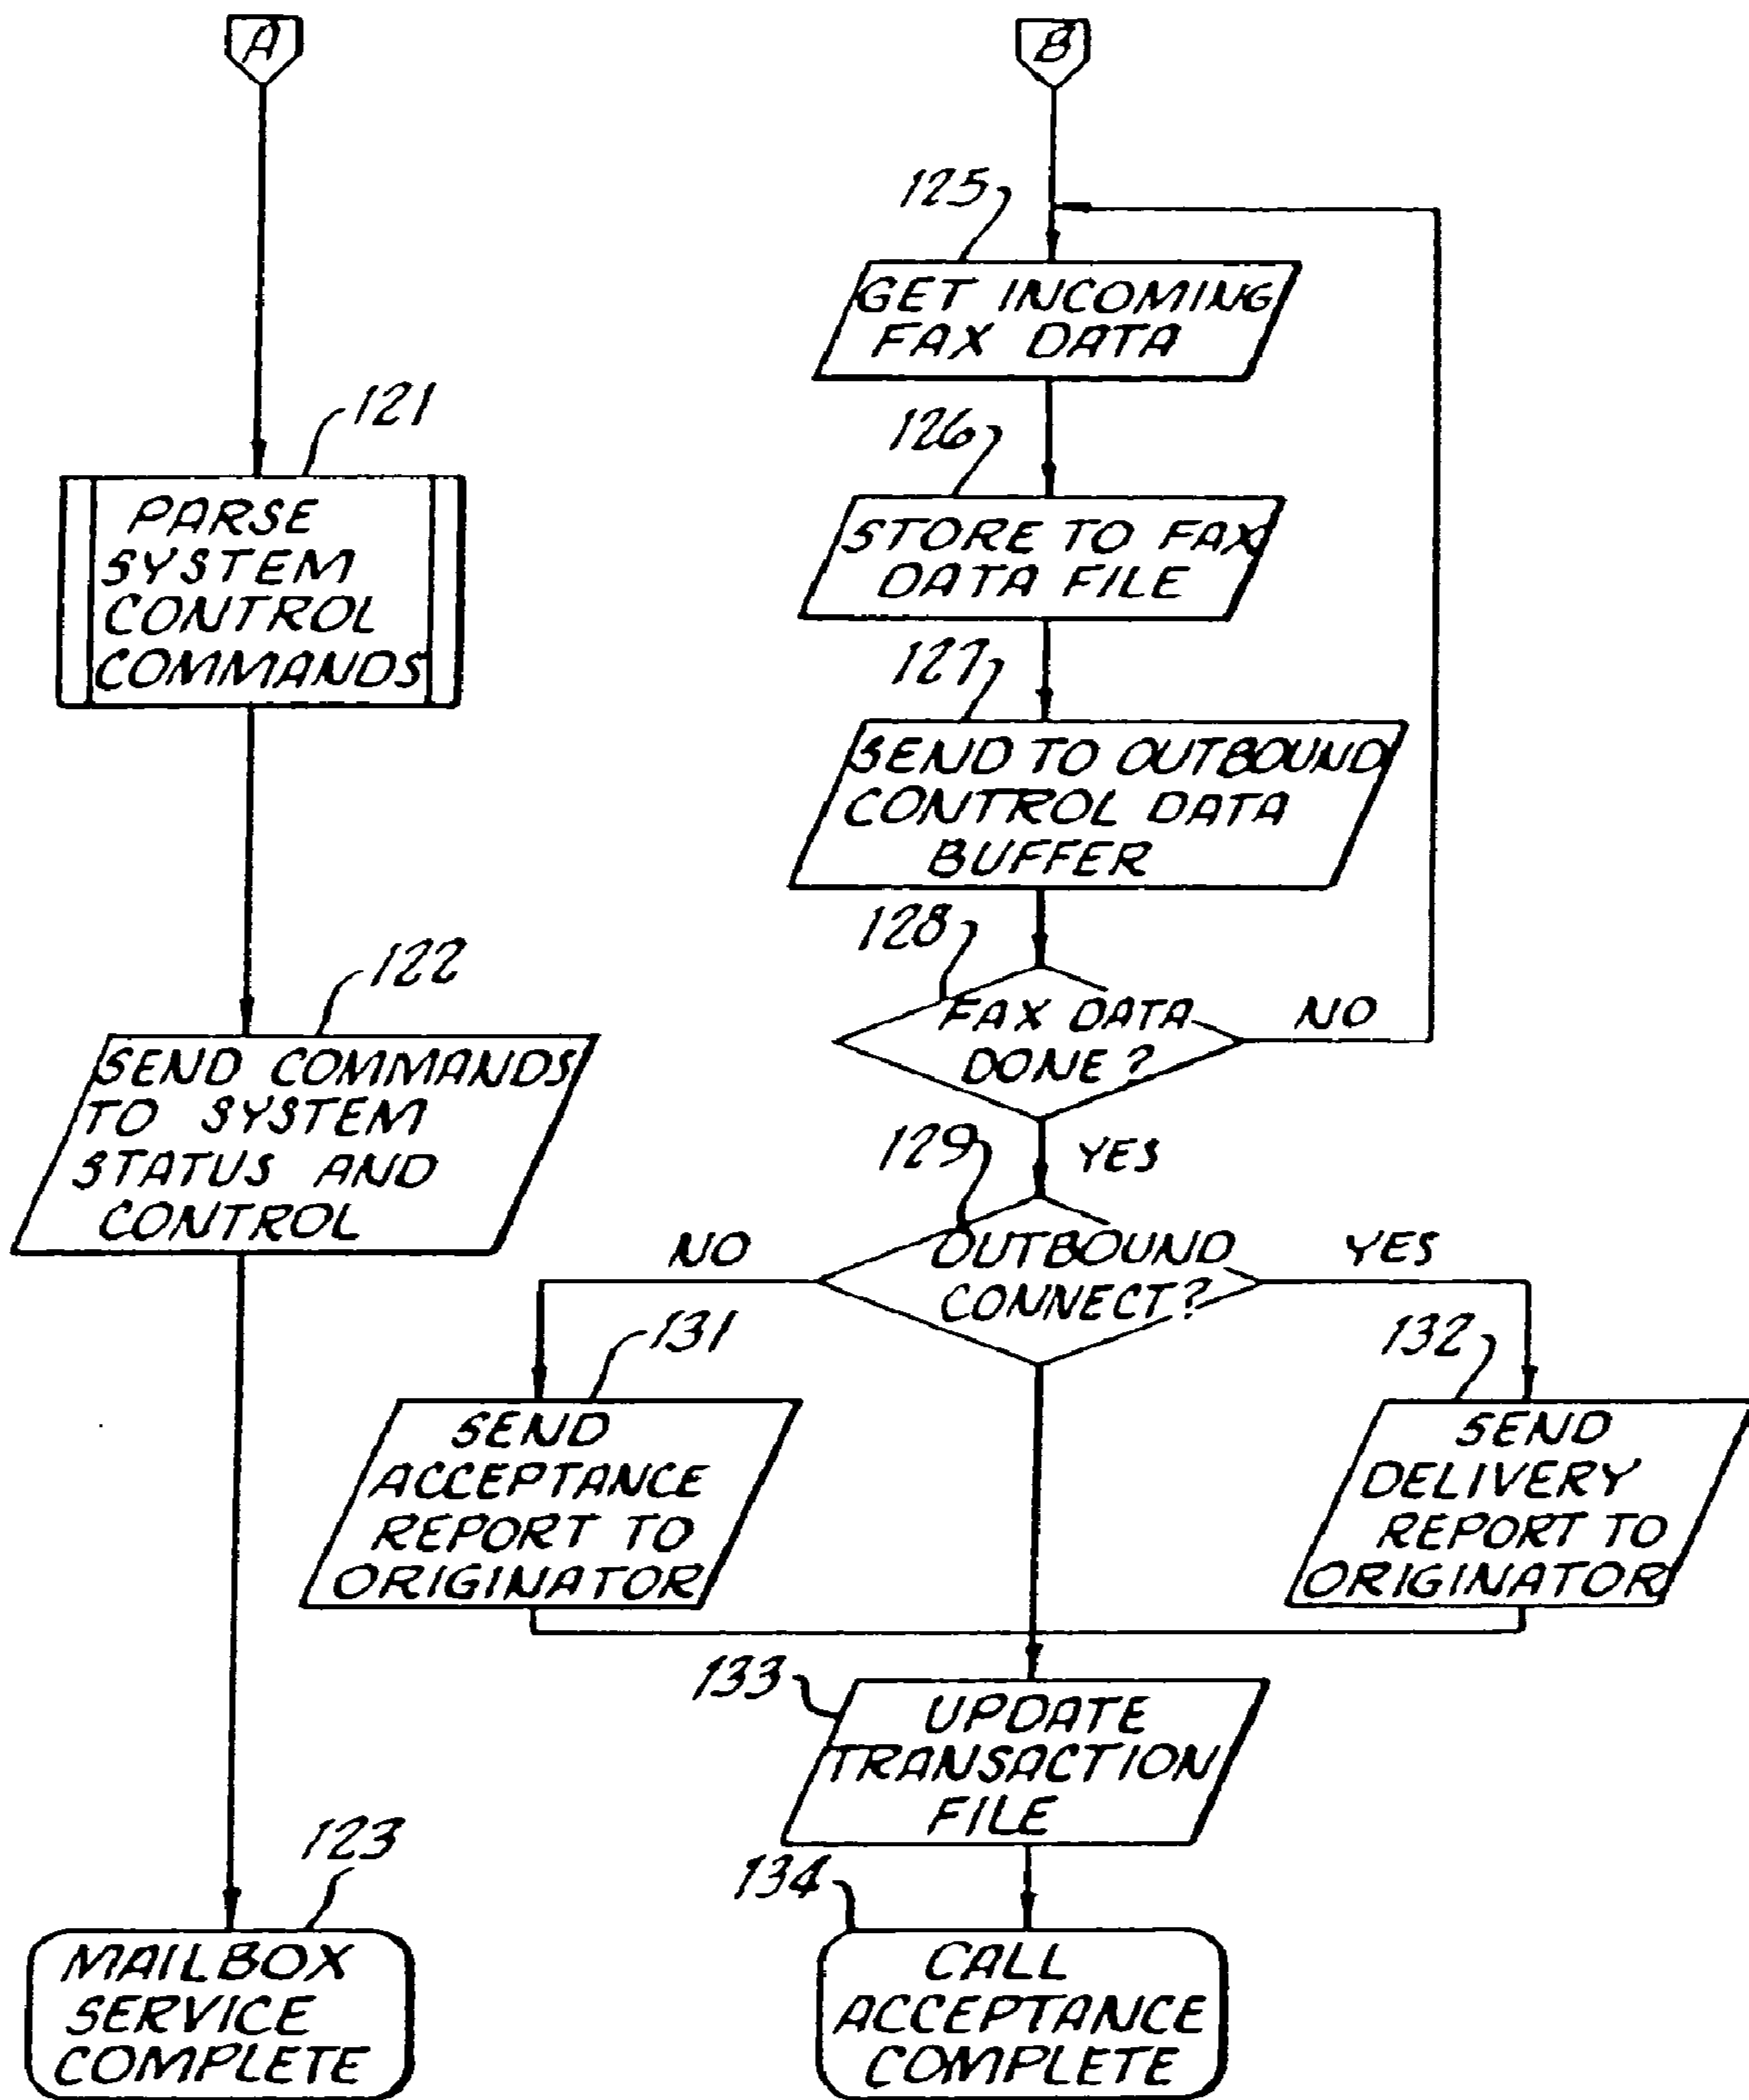 A
121
PARSE
SYSTEM
CONTROL
COMMANDS
122
SEND COMMANDS
TO SYSTEM
STATUS AND
CONTROL
123
MAILBOX
SERVICE
COMPLETE
B
125
GET INCOMING
FAX DATA
126
STORE TO FAX
DATA FILE
127
SEND TO OUTBOUND
CONTROL DATA
BUFFER
128
FAX DATA
DONE?
NO
YES
129
OUTBOUND
CONNECT?
NO
YES
131
SEND
ACCEPTANCE
REPORT TO
ORIGINATOR
132
SEND
DELIVERY
REPORT TO
ORIGINATOR
133
UPDATE
TRANSACTION
FILE
134
CALL
ACCEPTANCE
COMPLETE